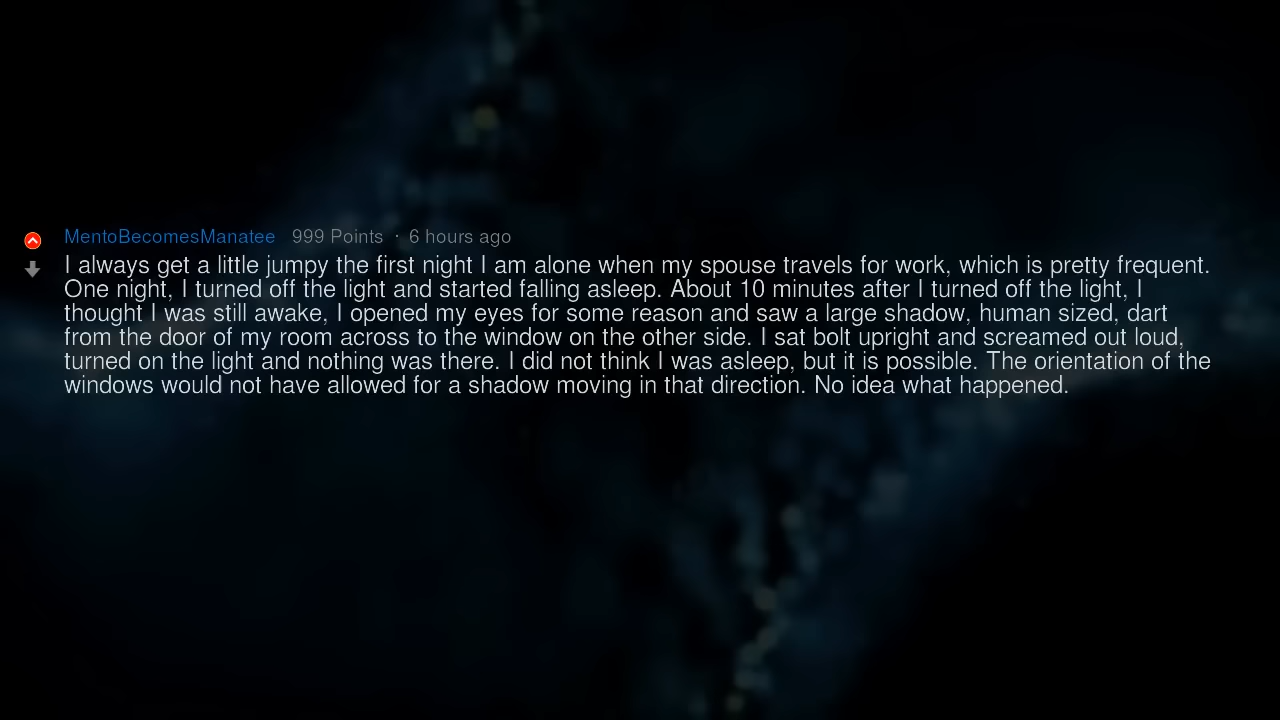 MentoBecomesManatee 999 Points · 6 hours ago
I always get a little jumpy the first night I am alone when my spouse travels for work, which is pretty frequent.
One night, I turned off the light and started falling asleep. About 10 minutes after I turned off the light, I
thought I was still awake, I opened my eyes for some reason and saw a large shadow, human sized, dart
from the door of my room across to the window on the other side. I sat bolt upright and screamed out loud,
turned on the light and nothing was there. I did not think I was asleep, but it is possible. The orientation of the
windows would not have allowed for a shadow moving in that direction. No idea what happened.